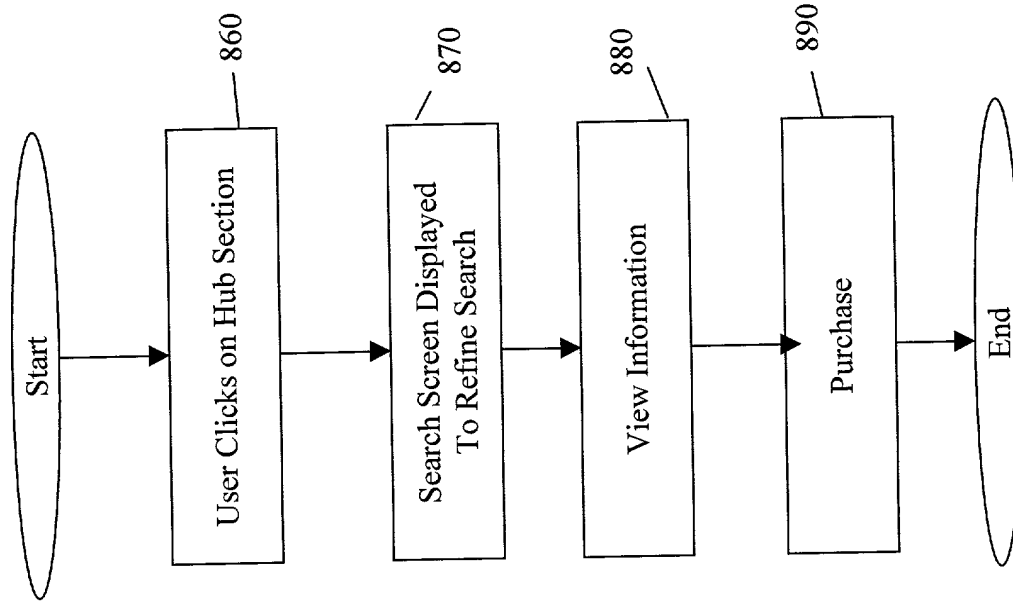 Start
User Clicks on Hub Section
860
Search Screen Displayed
To Refine Search
870
View Information
880
Purchase
890
End